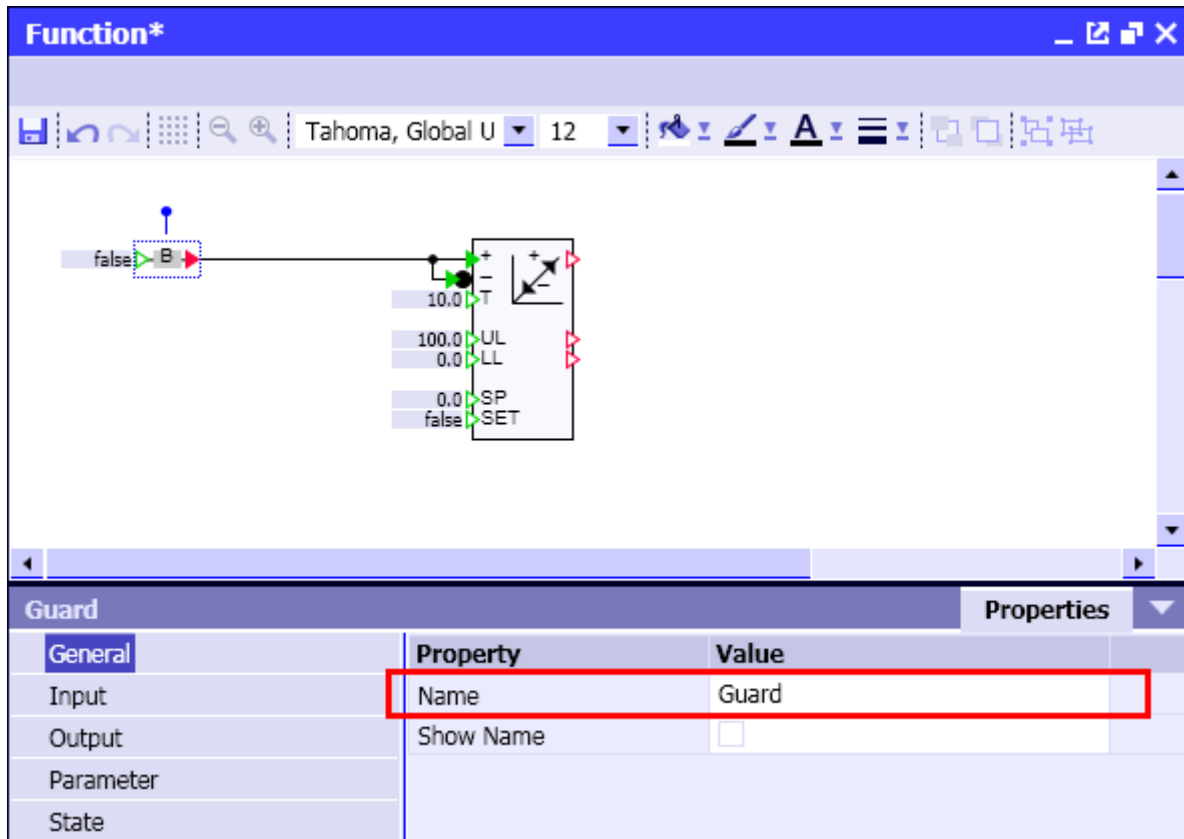 Function*
Tahoma, Global U 12 A
false B + +
-
10.0 T -
100.0 UL
0.0 LL
0.0 SP
false SET
Guard Properties
General Property Value
Input Name Guard
Output Show Name
Parameter
State